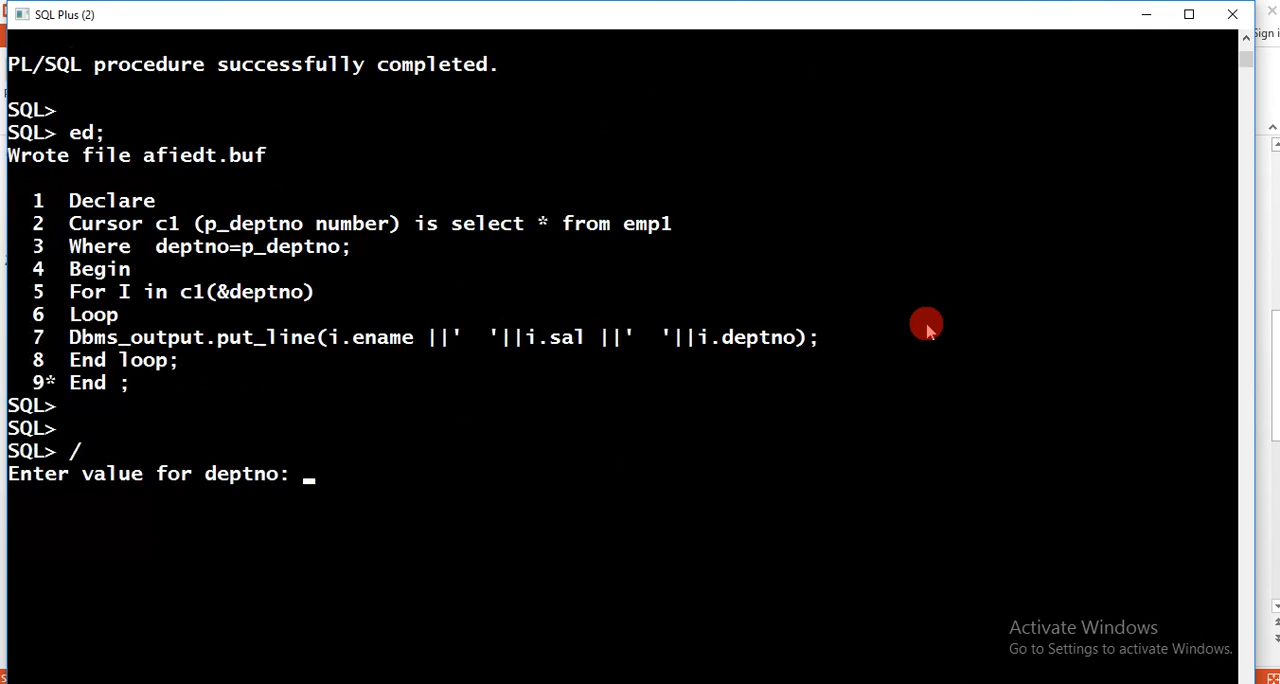 SQL Plus (2)
Sign i
PL/SQL procedure successfully completed.
SQL>
SQL> ed;
Wrote file afiedt.buf
1 Declare
2 Cursor c1 (p_deptno number) is select * from emp1
3 Where  deptno=p_deptno;
4 Begin
5 For I in c1(&deptno)
6 Loop
7 Dbms_output.put_line(i.ename ||'  '||i.sal ||'  '||i.deptno);
8 End loop;
9* End ;
SQL>
SQL>
SQL> /
Enter value for deptno:
Activate Windows
Go to Settings to activate Windows.